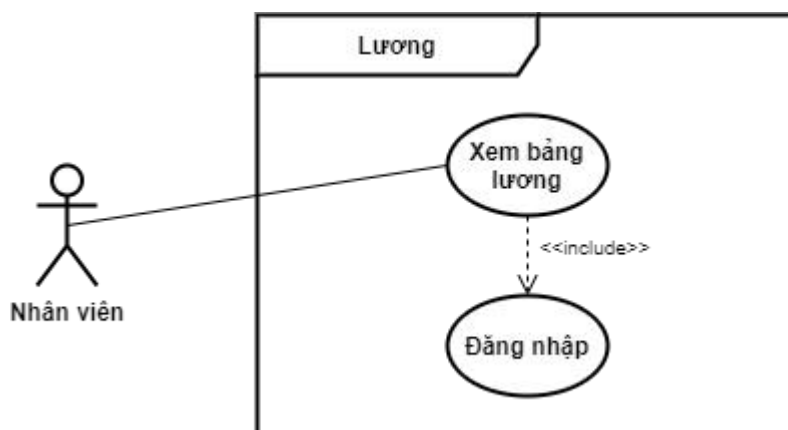 Lương
Xem bảng
lương
<<include>>
Nhân viên
Đăng nhập